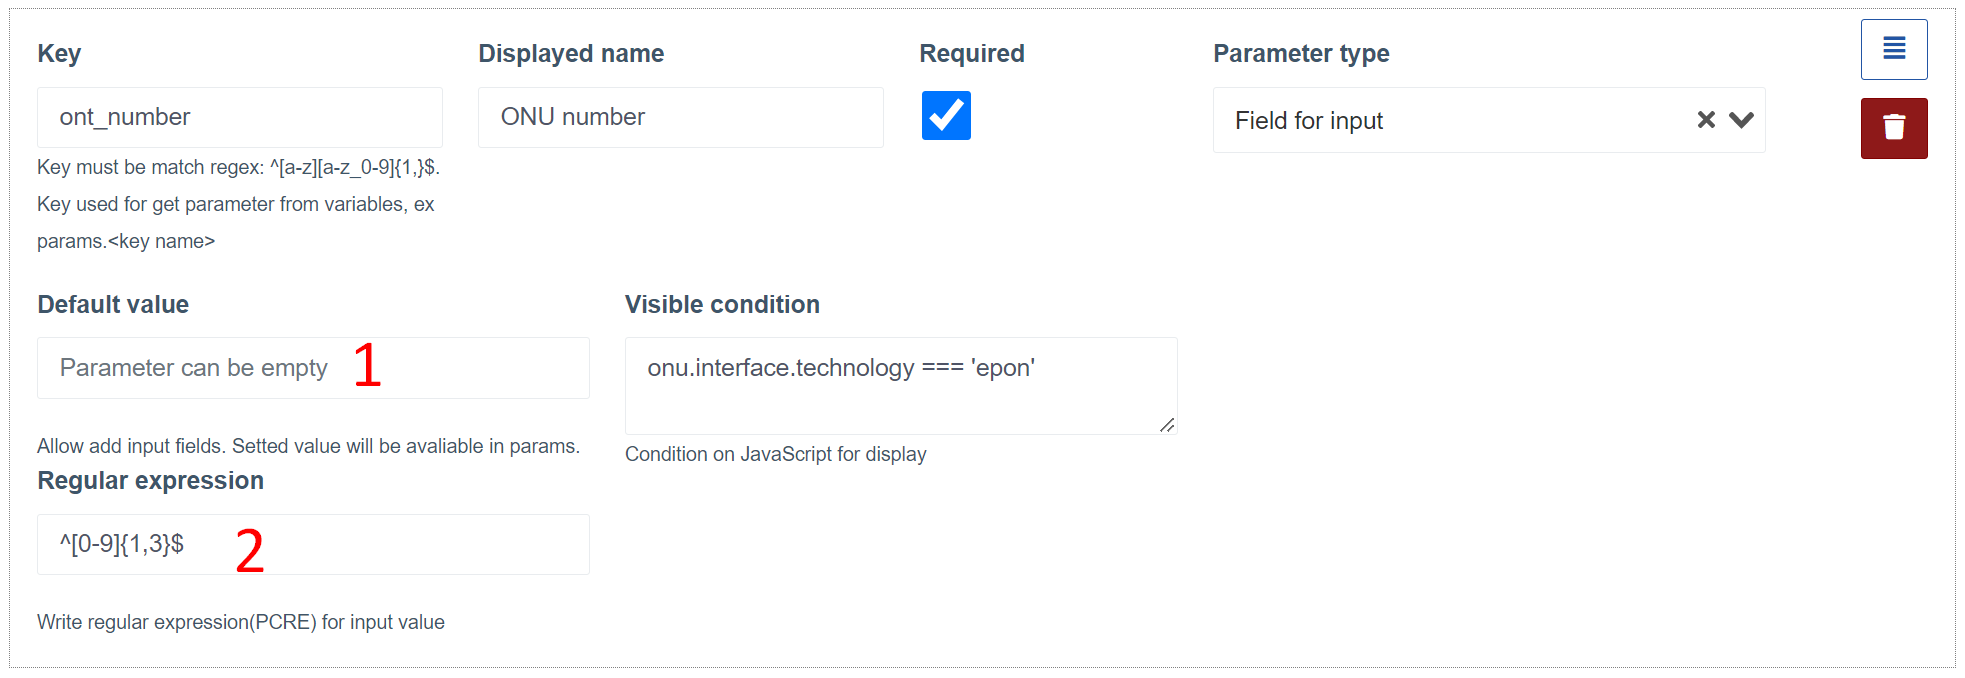 Key
Displayed name
Required
Parameter type
ont_number
ONU number
Field for input
Key must be match regex: ^[a-z][a-z_0-9]{1,}$.
Key used for get parameter from variables, ex
params.<key name>
Default value
Visible condition
Parameter can be empty 1
onu.interface.technology === 'epon'
Allow add input fields. Setted value will be avaliable in params.
Condition on JavaScript for display
Regular expression
^[0-9]{1,3}$ 2
Write regular expression(PCRE) for input value